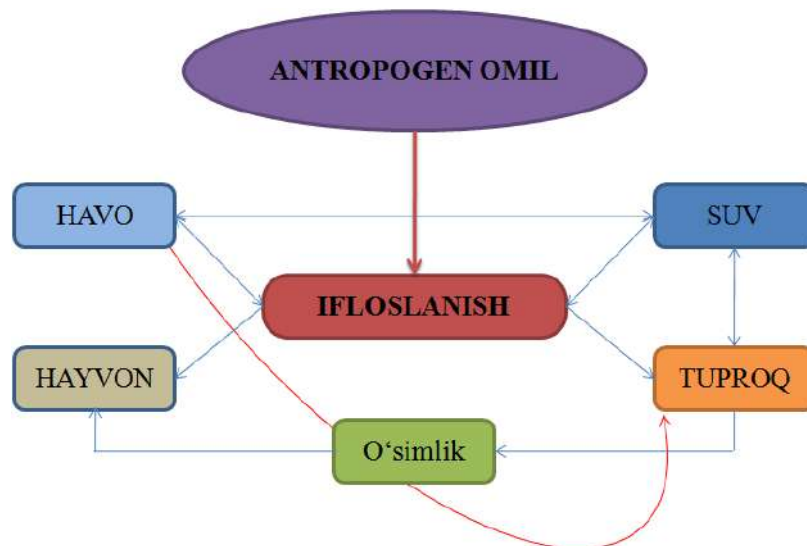 ANTROPOGEN OMIL
HAVO
SUV
IFLOSLANISH
HAYVON
TUPROQ
O‘simlik